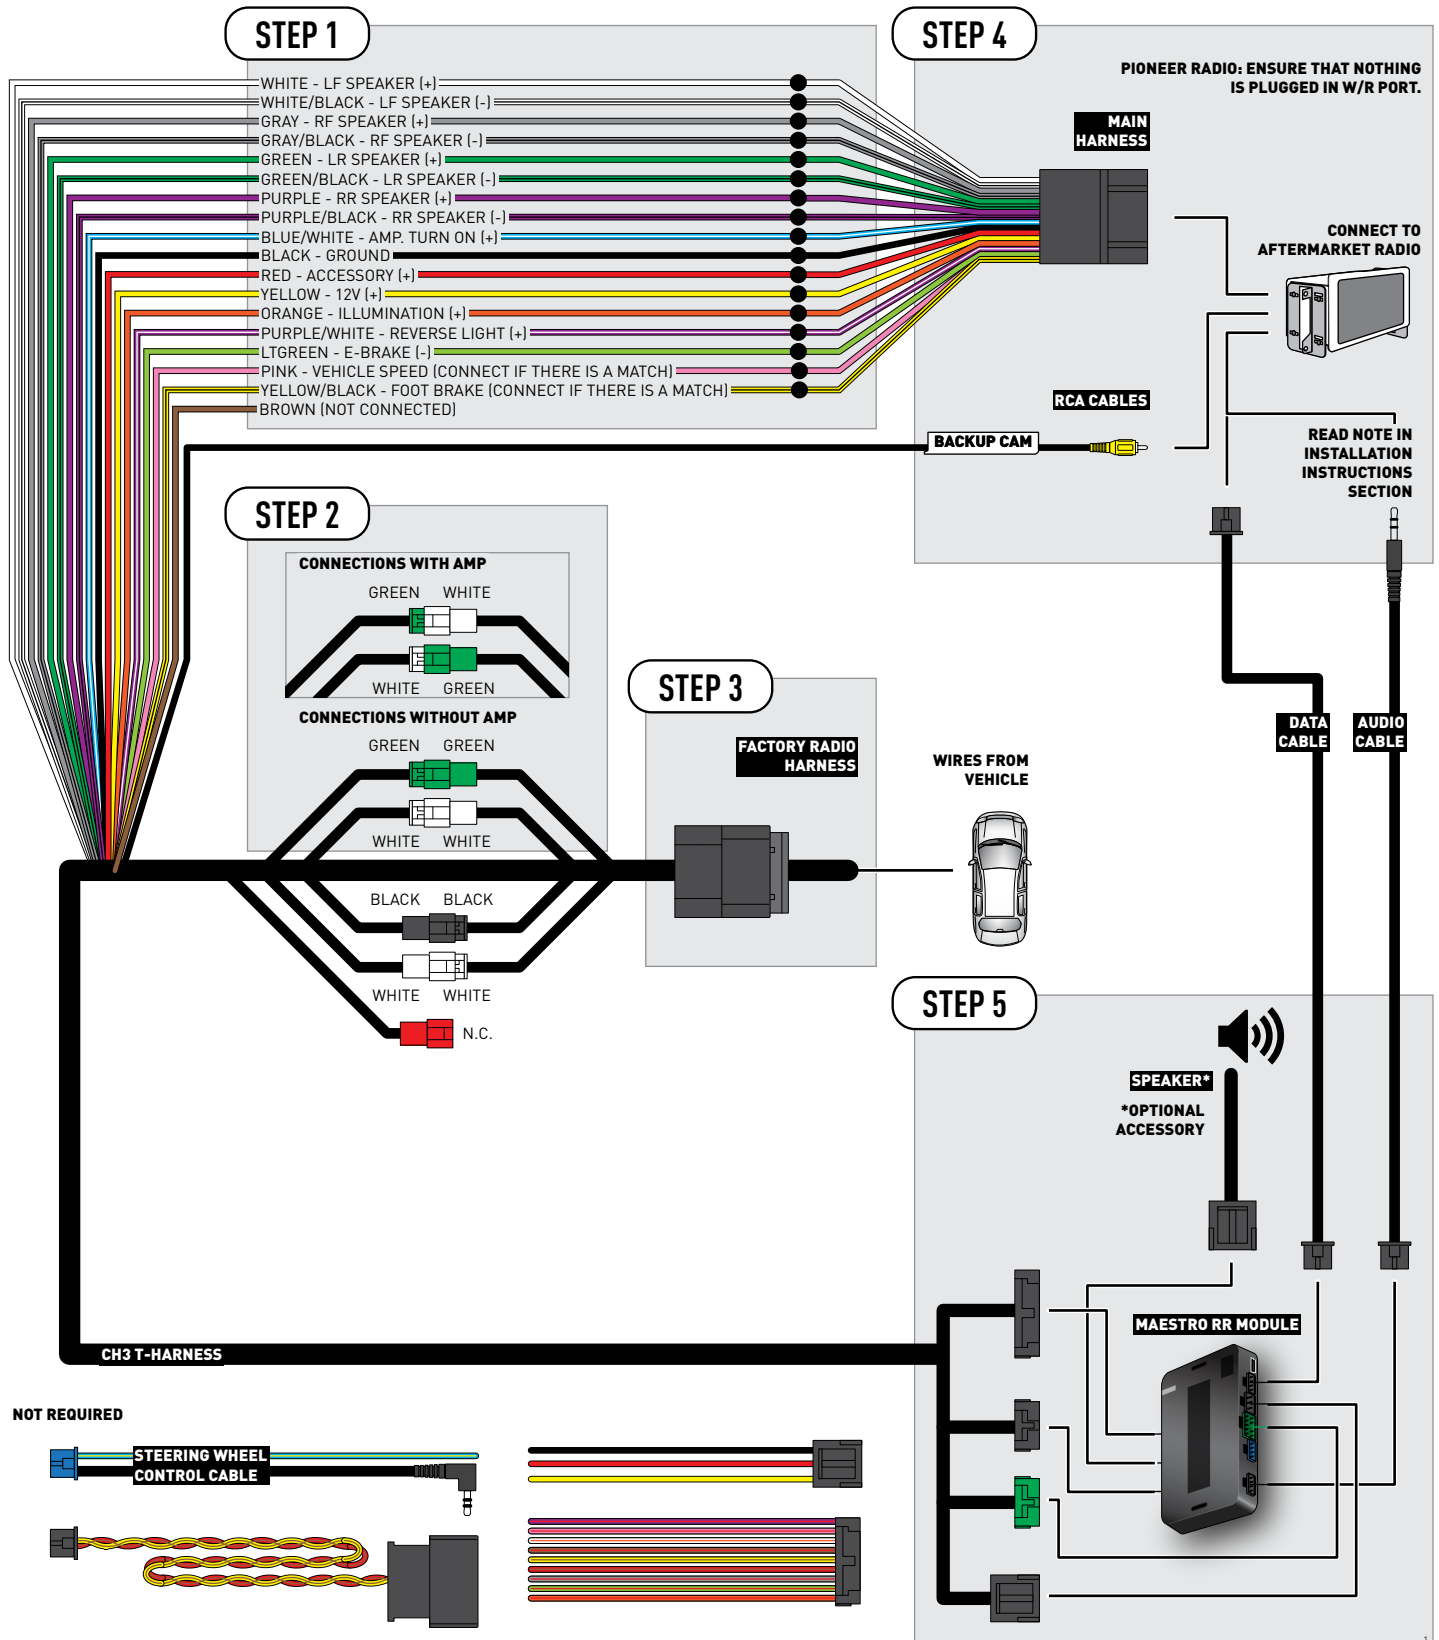 STEP 1
WHITE - LF SPEAKER (+)
WHITE/BLACK - LF SPEAKER (-)
GRAY - RF SPEAKER (+)
GRAY/BLACK - RF SPEAKER (-)
GREEN - LR SPEAKER (+)
GREEN/BLACK - LR SPEAKER (-)
PURPLE - RR SPEAKER (+)
PURPLE/BLACK - RR SPEAKER (-)
BLUE/WHITE - AMP. TURN ON (+)
BLACK - GROUND
RED - ACCESSORY (+)
YELLOW - 12V (+)
ORANGE - ILLUMINATION (+)
PURPLE/WHITE - REVERSE LIGHT (+)
LTGREEN - E-BRAKE (-)
PINK - VEHICLE SPEED (CONNECT IF THERE IS A MATCH)
YELLOW/BLACK - FOOT BRAKE (CONNECT IF THERE IS A MATCH)
BROWN (NOT CONNECTED)
STEP 4
PIONEER RADIO: ENSURE THAT NOTHING
IS PLUGGED IN W/R PORT.
MAIN
HARNESS
CONNECT TO
AFTERMARKET RADIO
RCA CABLES
BACKUP CAM
READ NOTE IN
INSTALLATION
INSTRUCTIONS
SECTION
STEP 2
CONNECTIONS WITH AMP
GREEN WHITE
WHITE GREEN
CONNECTIONS WITHOUT AMP
GREEN GREEN
WHITE WHITE
BLACK BLACK
WHITE WHITE
N.C.
STEP 3
FACTORY RADIO
HARNESS
WIRES FROM
VEHICLE
DATA
CABLE
AUDIO
CABLE
STEP 5
SPEAKER*
*OPTIONAL
ACCESSORY
MAESTRO RR MODULE
CH3 T-HARNESS
NOT REQUIRED
STEERING WHEEL
CONTROL CABLE